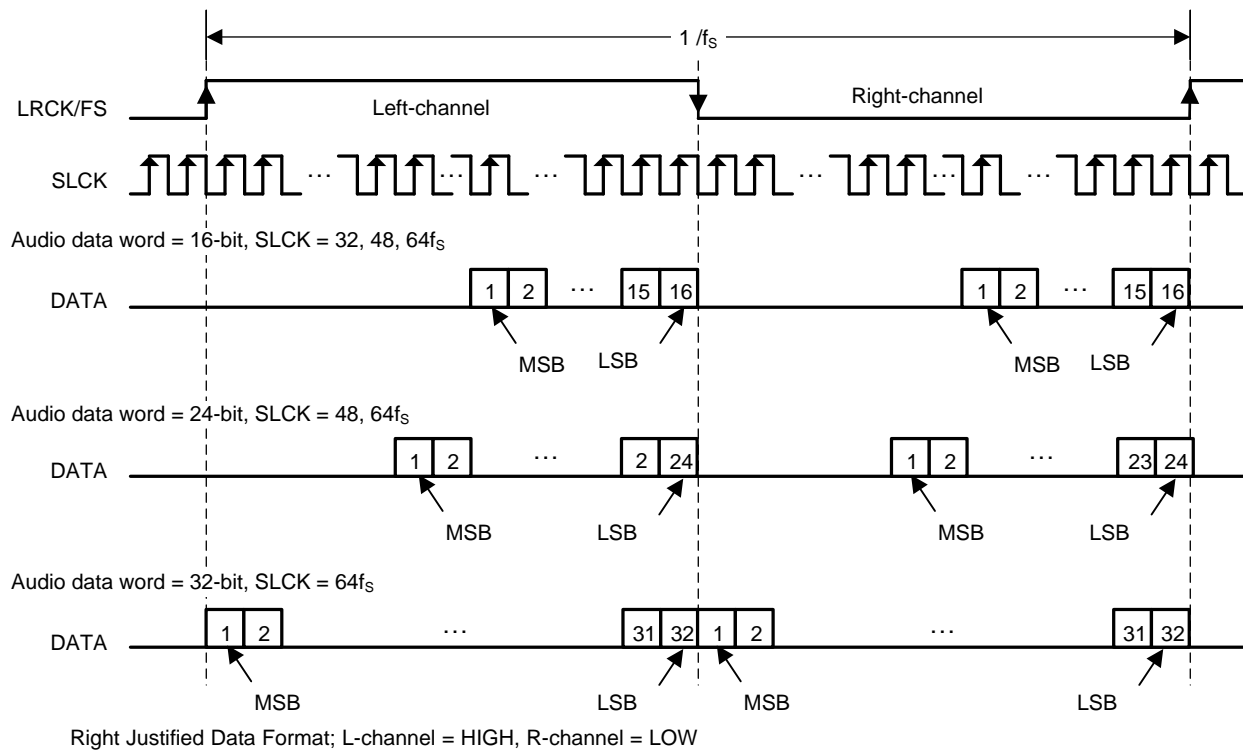 1 /fS
LRCK/FS
Left-channel
Right-channel
SLCK
… … … … … …
Audio data word = 16-bit, SLCK = 32, 48, 64fS
DATA
1 2 … 15 16 1 2 … 15 16
MSB LSB MSB LSB
Audio data word = 24-bit, SLCK = 48, 64fS
DATA
1 2 … 2 24 1 2 … 23 24
MSB LSB MSB LSB
Audio data word = 32-bit, SLCK = 64fS
DATA
1 2 … 31 32 1 2 … 31 32
MSB LSB MSB LSB
Right Justified Data Format; L-channel = HIGH, R-channel = LOW